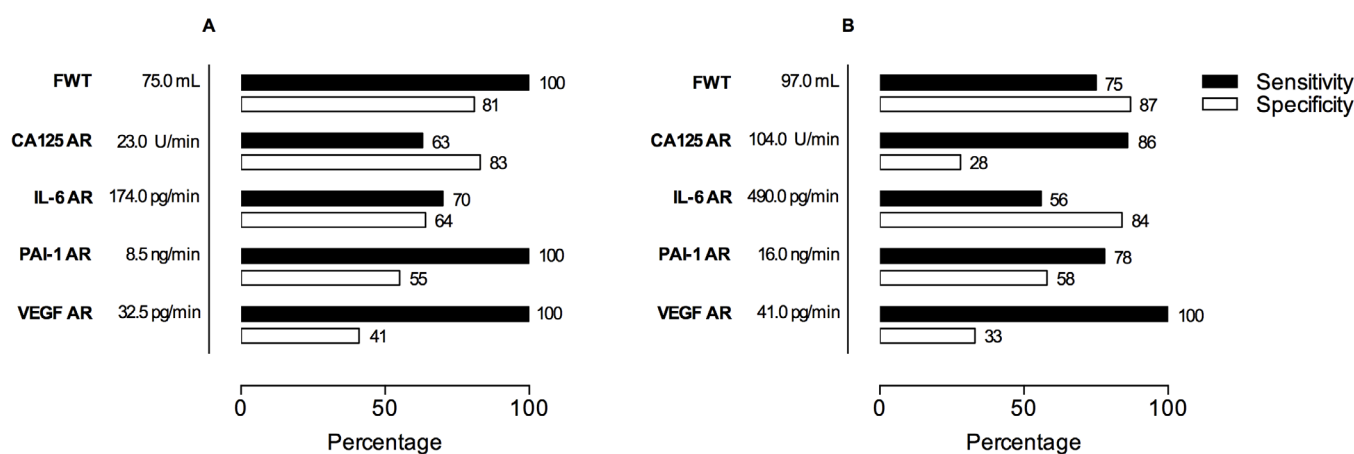 A
FWT 75.0 mL 100
81
CA125 AR 23.0 U/min 63
83
IL-6 AR 174.0 pg/min 70
64
PAI-1 AR 8.5 ng/min 100
55
VEGF AR 32.5 pg/min 100
41
0 50 100
Percentage
B
FWT 97.0 mL 75
87
CA125 AR 104.0 U/min 86
28
IL-6 AR 490.0 pg/min 56
84
PAI-1 AR 16.0 ng/min 78
58
VEGF AR 41.0 pg/min 100
33
0 50 100
Percentage
Sensitivity
Specificity